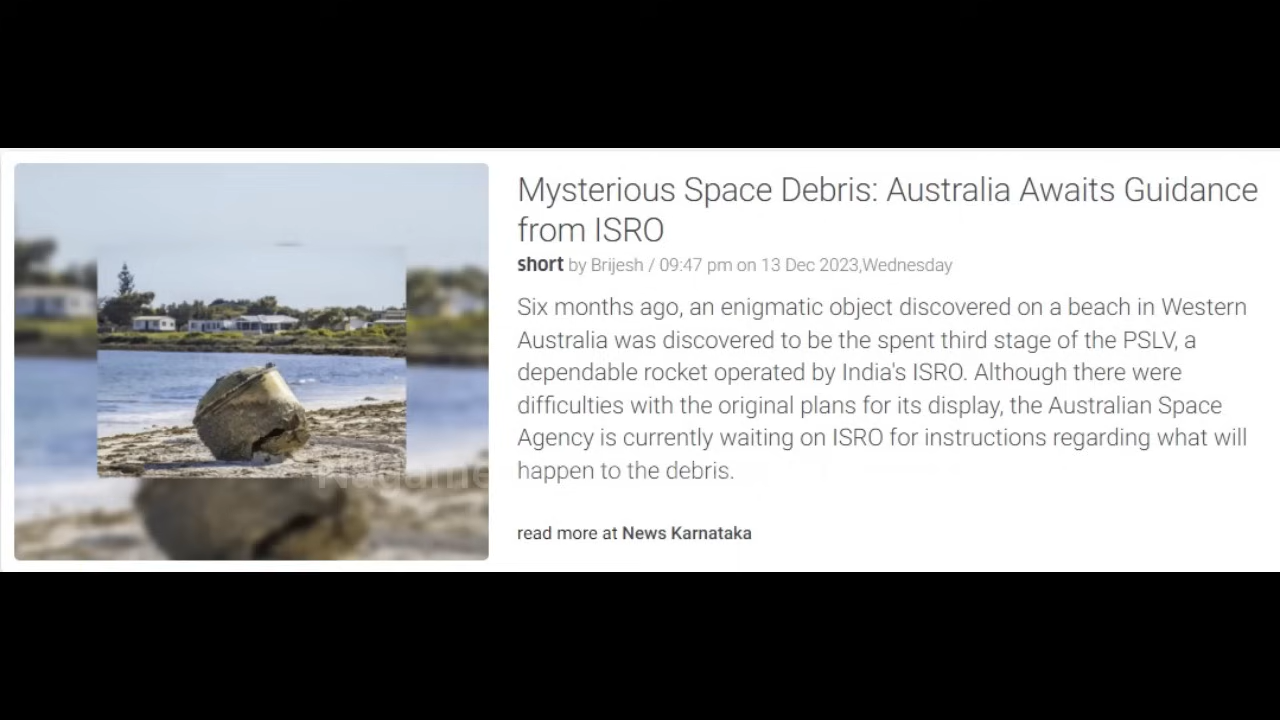 Mysterious Space Debris: Australia Awaits Guidance
from ISRO
short by Brijesh / 09:47 pm on 13 Dec 2023,Wednesday
Six months ago, an enigmatic object discovered on a beach in Western
Australia was discovered to be the spent third stage of the PSLV, a
dependable rocket operated by India's ISRO. Although there were
difficulties with the original plans for its display, the Australian Space
Agency is currently waiting on ISRO for instructions regarding what will
happen to the debris.
read more at News Karnataka